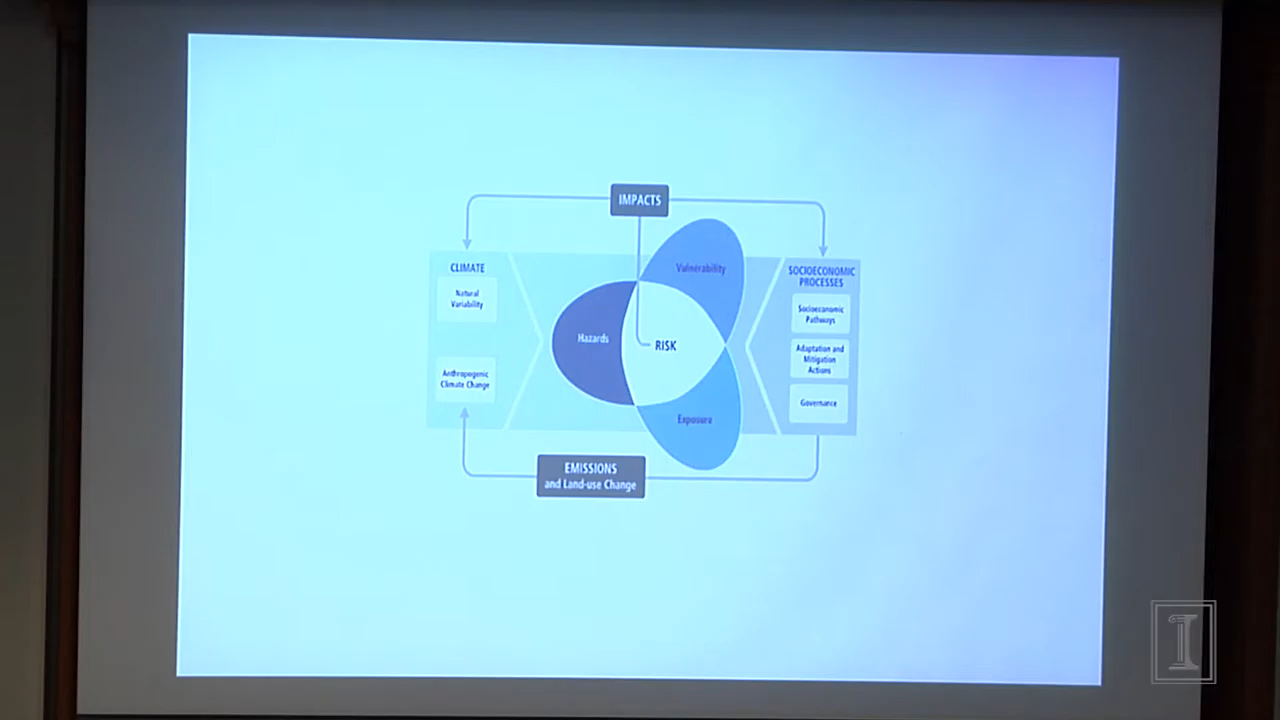 IMPACTS
CLIMATE
Natural
Variability
Anthropogenic
Climate Change
Vulnerability
Hazards
RISK
Exposure
SOCIOECONOMIC
PROCESSES
Socioeconomic
Pathways
Adaptation and
Mitigation
Actions
Governance
EMISSIONS
and Land-use Change
I